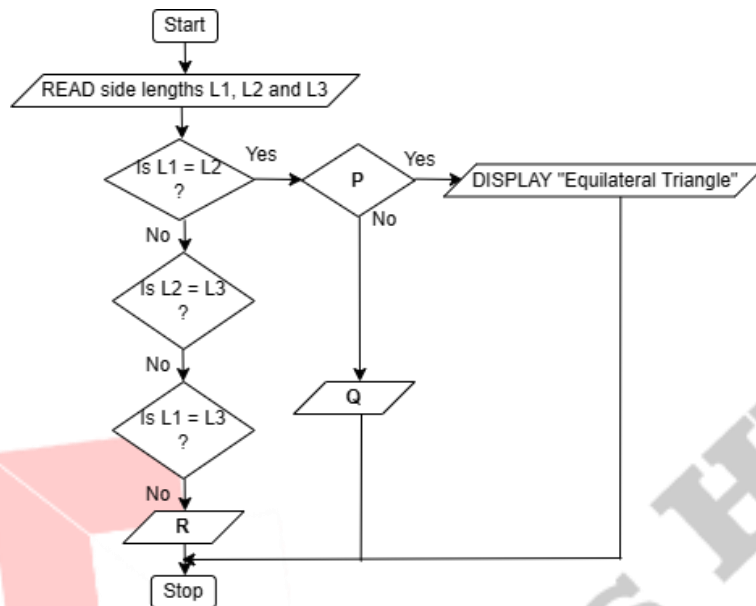 Start
READ side lengths L1, L2 and L3
Is L1 = L2
?
Yes
P
Yes
DISPLAY "Equilateral Triangle"
No
No
Is L2 = L3
?
No
Q
Is L1 = L3
?
No
R
Stop